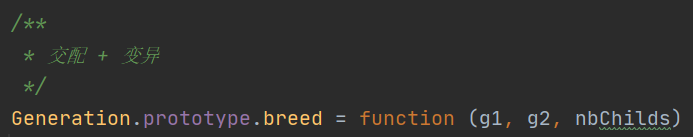 /**
* 交配 + 变异
*/
Generation.prototype.breed = function (g1, g2, nbChilds)